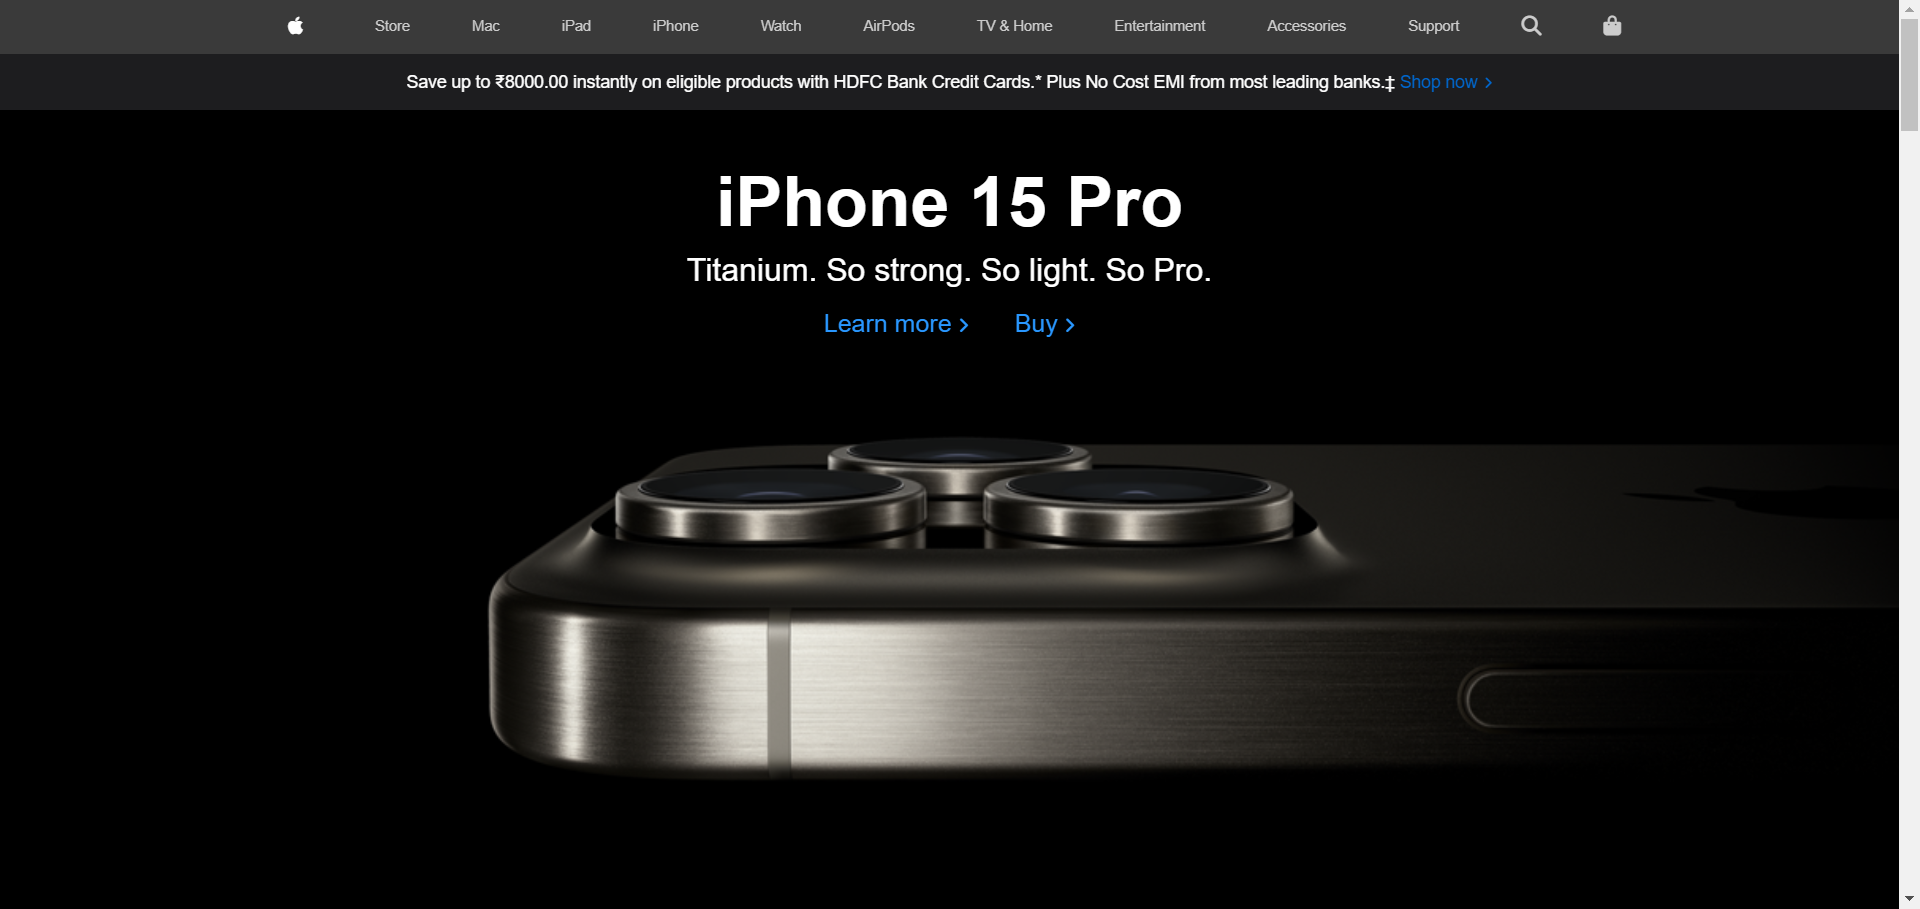 Store Mac iPad iPhone Watch AirPods TV & Home Entertainment Accessories Support
Save up to ₹8000.00 instantly on eligible products with HDFC Bank Credit Cards.* Plus No Cost EMI from most leading banks.‡ Shop now >
iPhone 15 Pro
Titanium. So strong. So light. So Pro.
Learn more > Buy >